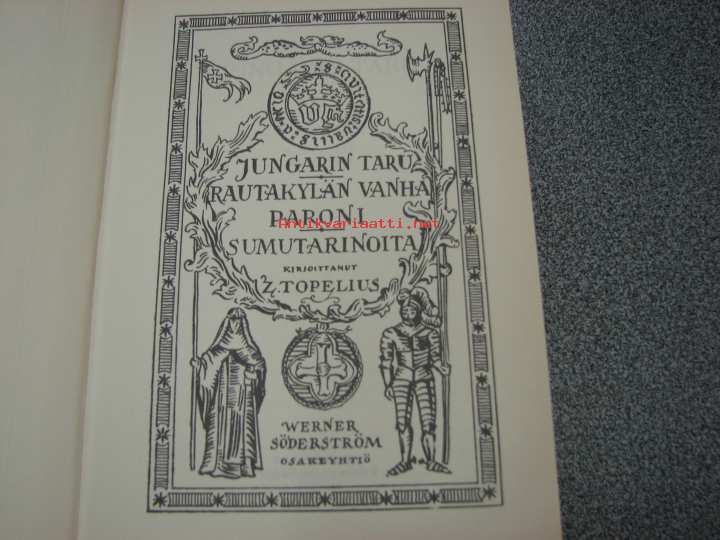 JUNGARIN TARU
RAUTAKYLÄN VANHA
PARONI
Antikvariaatti.net
SUMUTARINOITA
KIRJOITTANUT
Z. TOPELIUS
WERNER
SÖDERSTRÖM
OSAKEYHTIÖ